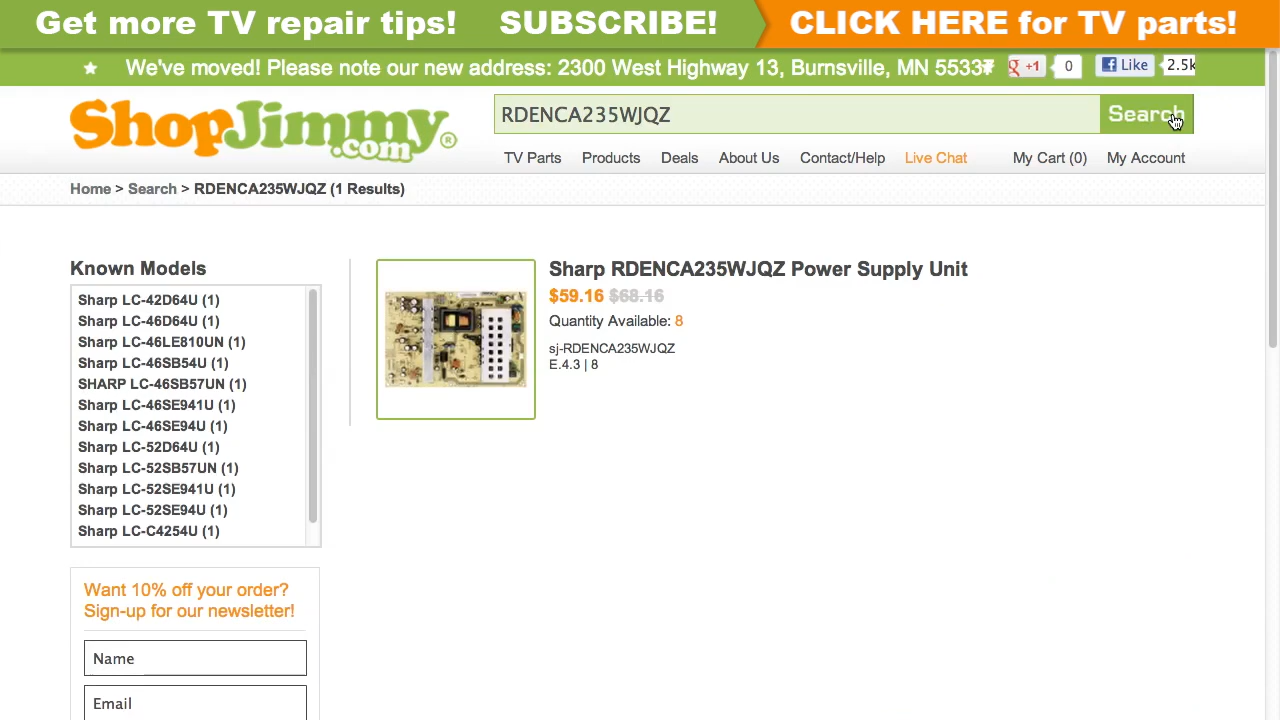 Get more TV repair tips! SUBSCRIBE! CLICK HERE for TV parts!
We've moved! Please note our new address: 2300 West Highway 13, Burnsville, MN 55337
g +1 0 Like 2.5k
ShopJimmy.com®
RDENCA235WJQZ Search
TV Parts Products Deals About Us Contact/Help Live Chat My Cart (0) My Account
Home > Search > RDENCA235WJQZ (1 Results)
Known Models
Sharp LC-42D64U (1)
Sharp LC-46D64U (1)
Sharp LC-46LE810UN (1)
Sharp LC-46SB54U (1)
SHARP LC-46SB57UN (1)
Sharp LC-46SE941U (1)
Sharp LC-46SE94U (1)
Sharp LC-52D64U (1)
Sharp LC-52SB57UN (1)
Sharp LC-52SE941U (1)
Sharp LC-52SE94U (1)
Sharp LC-C4254U (1)
Sharp RDENCA235WJQZ Power Supply Unit
$59.16 $68.16
Quantity Available: 8
sj-RDENCA235WJQZ
E.4.3 | 8
Want 10% off your order?
Sign-up for our newsletter!
Name
Email